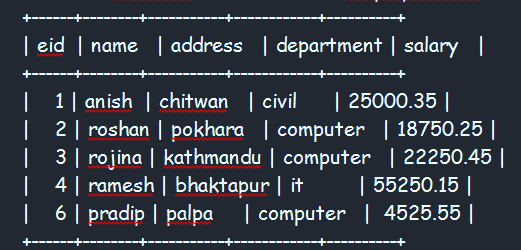 +------+--------+-----------+------------+----------+
| eid | name | address | department | salary |
+------+--------+-----------+------------+----------+
| 1 | anish | chitwan | civil | 25000.35 |
| 2 | roshan | pokhara | computer | 18750.25 |
| 3 | rojina | kathmandu | computer | 22250.45 |
| 4 | ramesh | bhaktapur | it | 55250.15 |
| 6 | pradip | palpa | computer | 4525.55 |
+------+--------+-----------+------------+----------+